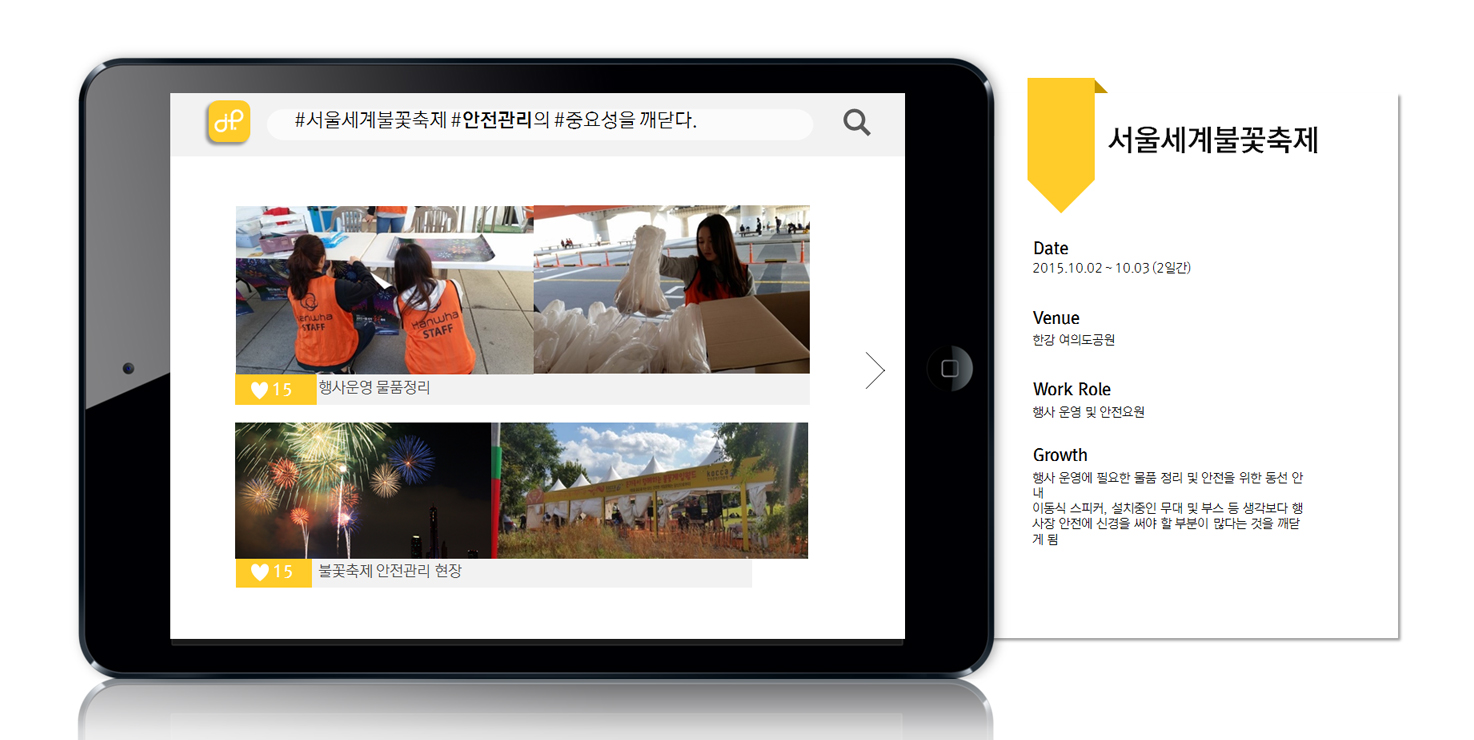 #서울세계불꽃축제 #안전관리의 #중요성을 깨닫다.
Hanwha
STAFF
Hanwha
STAFF
15 행사운영 물품정리
15 불꽃축제 안전관리 현장
서울세계불꽃축제
Date
2015.10.02 ~ 10.03 (2일간)
Venue
한강 여의도공원
Work Role
행사 운영 및 안전요원
Growth
행사 운영에 필요한 물품 정리 및 안전을 위한 동선 안
내
이동식 스피커, 설치중인 무대 및 부스 등 생각보다 행
사장 안전에 신경을 써야 할 부분이 많다는 것을 깨닫
게 됨